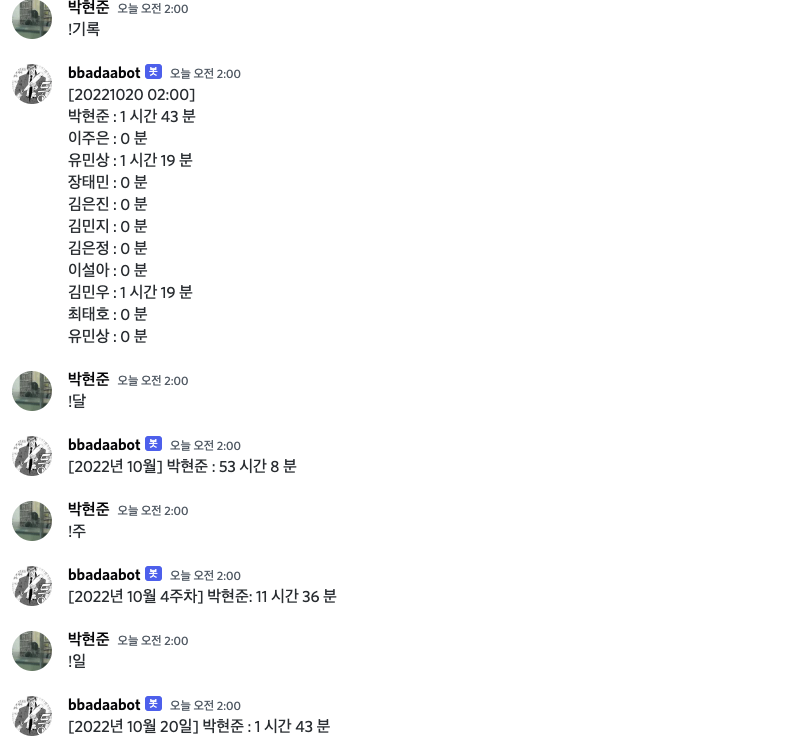 박현준 오늘 오전 2:00
!기록
bbadaabot 봇 오늘 오전 2:00
[20221020 02:00]
박현준 : 1 시간 43 분
이주은 : 0 분
유민상 : 1 시간 19 분
장태민 : 0 분
김은진 : 0 분
김민지 : 0 분
김은정 : 0 분
이설아 : 0 분
김민우 : 1 시간 19 분
최태호 : 0 분
유민상 : 0 분
박현준 오늘 오전 2:00
!달
bbadaabot 봇 오늘 오전 2:00
[2022년 10월] 박현준 : 53 시간 8 분
박현준 오늘 오전 2:00
!주
bbadaabot 봇 오늘 오전 2:00
[2022년 10월 4주차] 박현준: 11 시간 36 분
박현준 오늘 오전 2:00
!일
bbadaabot 봇 오늘 오전 2:00
[2022년 10월 20일] 박현준 : 1 시간 43 분